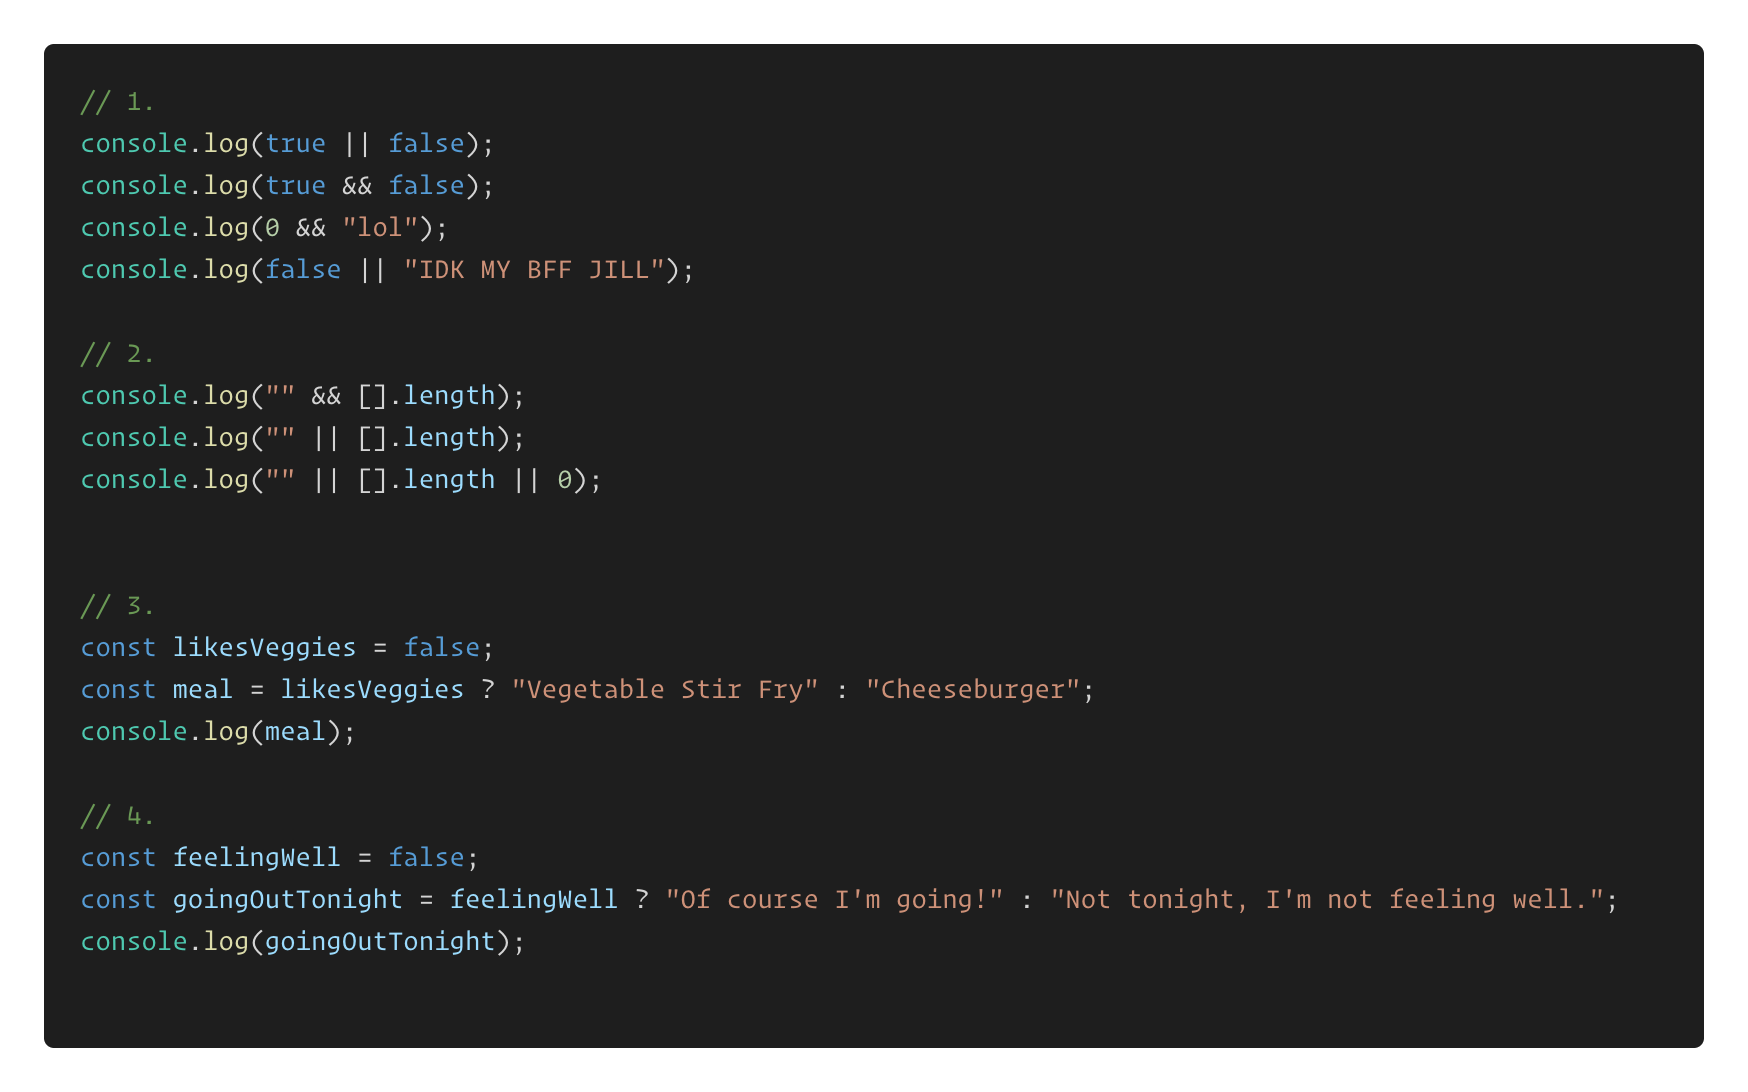 // 1.
console.log(true || false);
console.log(true && false);
console.log(0 && "lol");
console.log(false || "IDK MY BFF JILL");
// 2.
console.log("" && [].length);
console.log("" || [].length);
console.log("" || [].length || 0);
// 3.
const likesVeggies = false;
const meal = likesVeggies ? "Vegetable Stir Fry" : "Cheeseburger";
console.log(meal);
// 4.
const feelingWell = false;
const goingOutTonight = feelingWell ? "Of course I'm going!" : "Not tonight, I'm not feeling well.";
console.log(goingOutTonight);